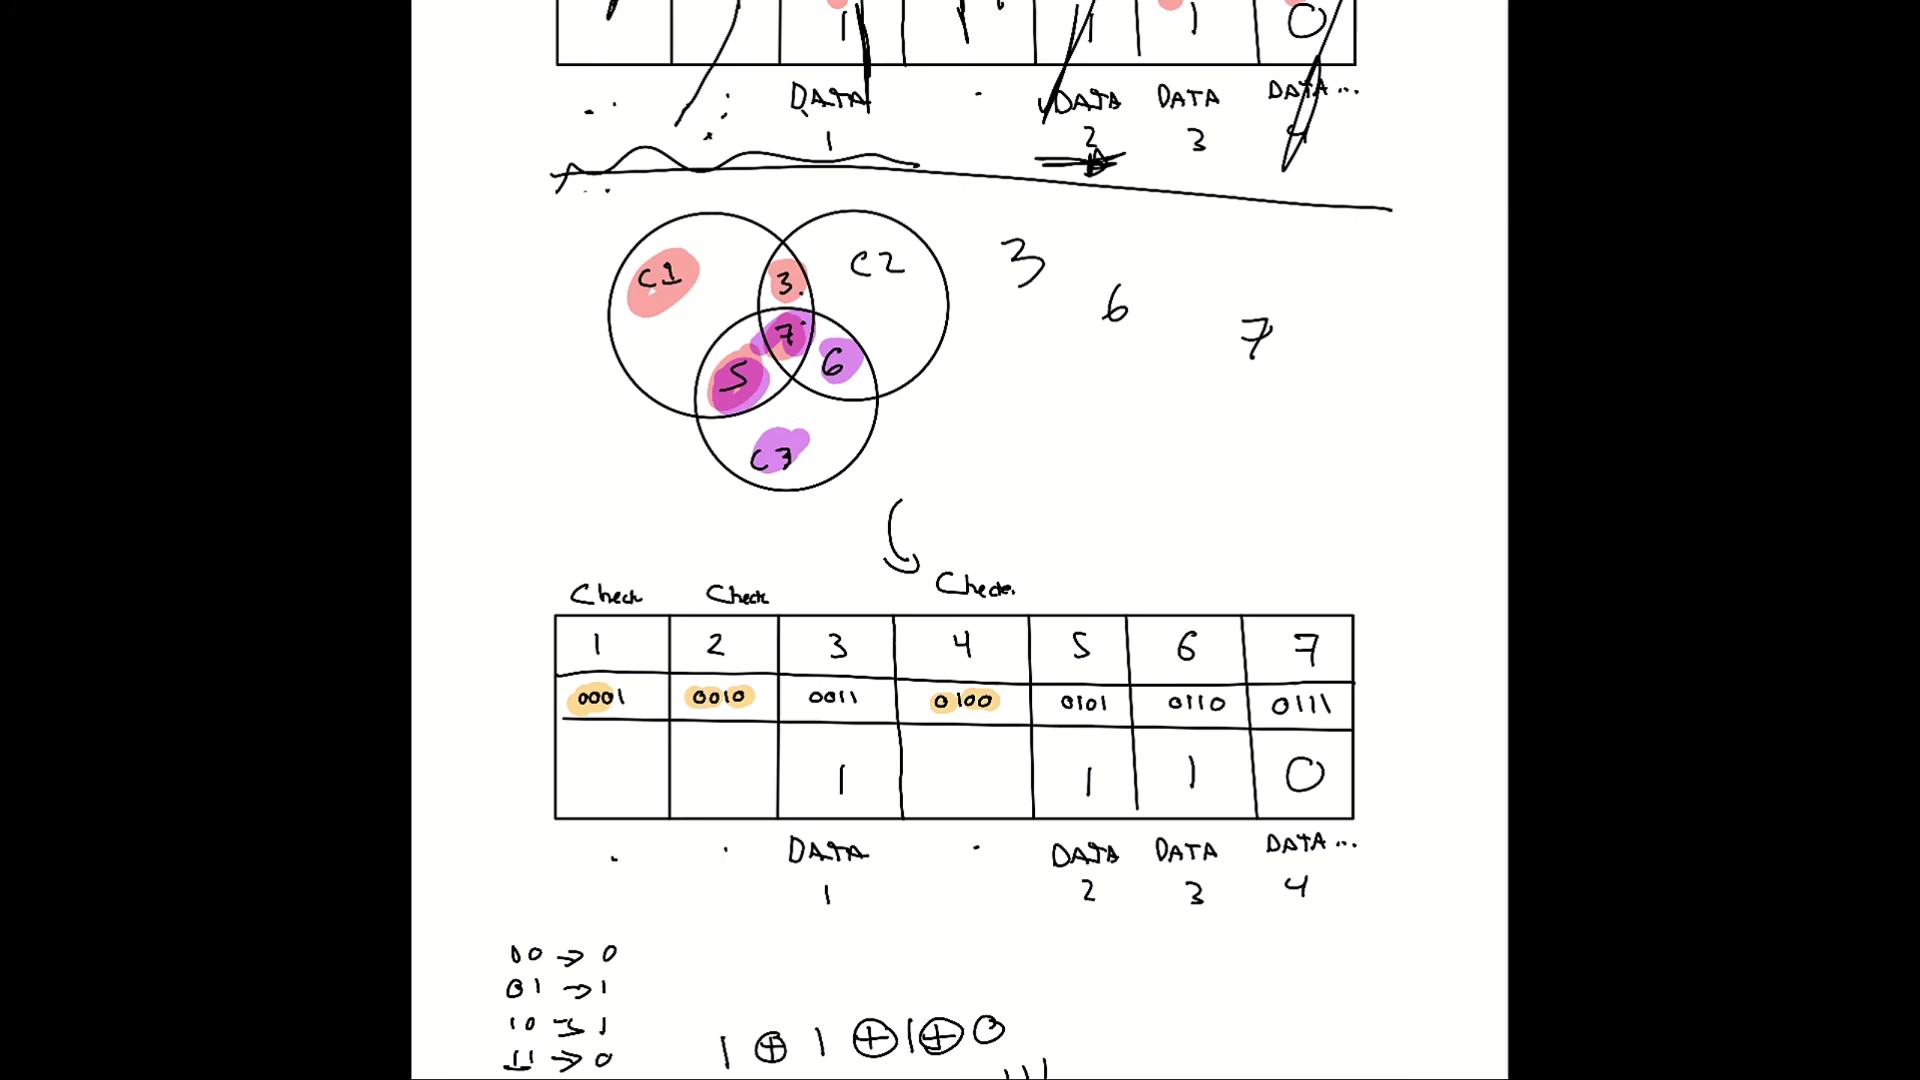 1 1 1 0
DATA DATA DATA DATA...
1 2 3 4
C1 3. C2 3
7 6 7
5 6
C3
Check Check Check.
1 2 3 4 5 6 7
0001 0010 0011 0100 0101 0110 0111
1 1 1 0
DATA DATA DATA DATA...
1 2 3 4
00 → 0
01 → 1
10 → 1
11 → 0
1 ⊕ 1 ⊕ 1 ⊕ 0